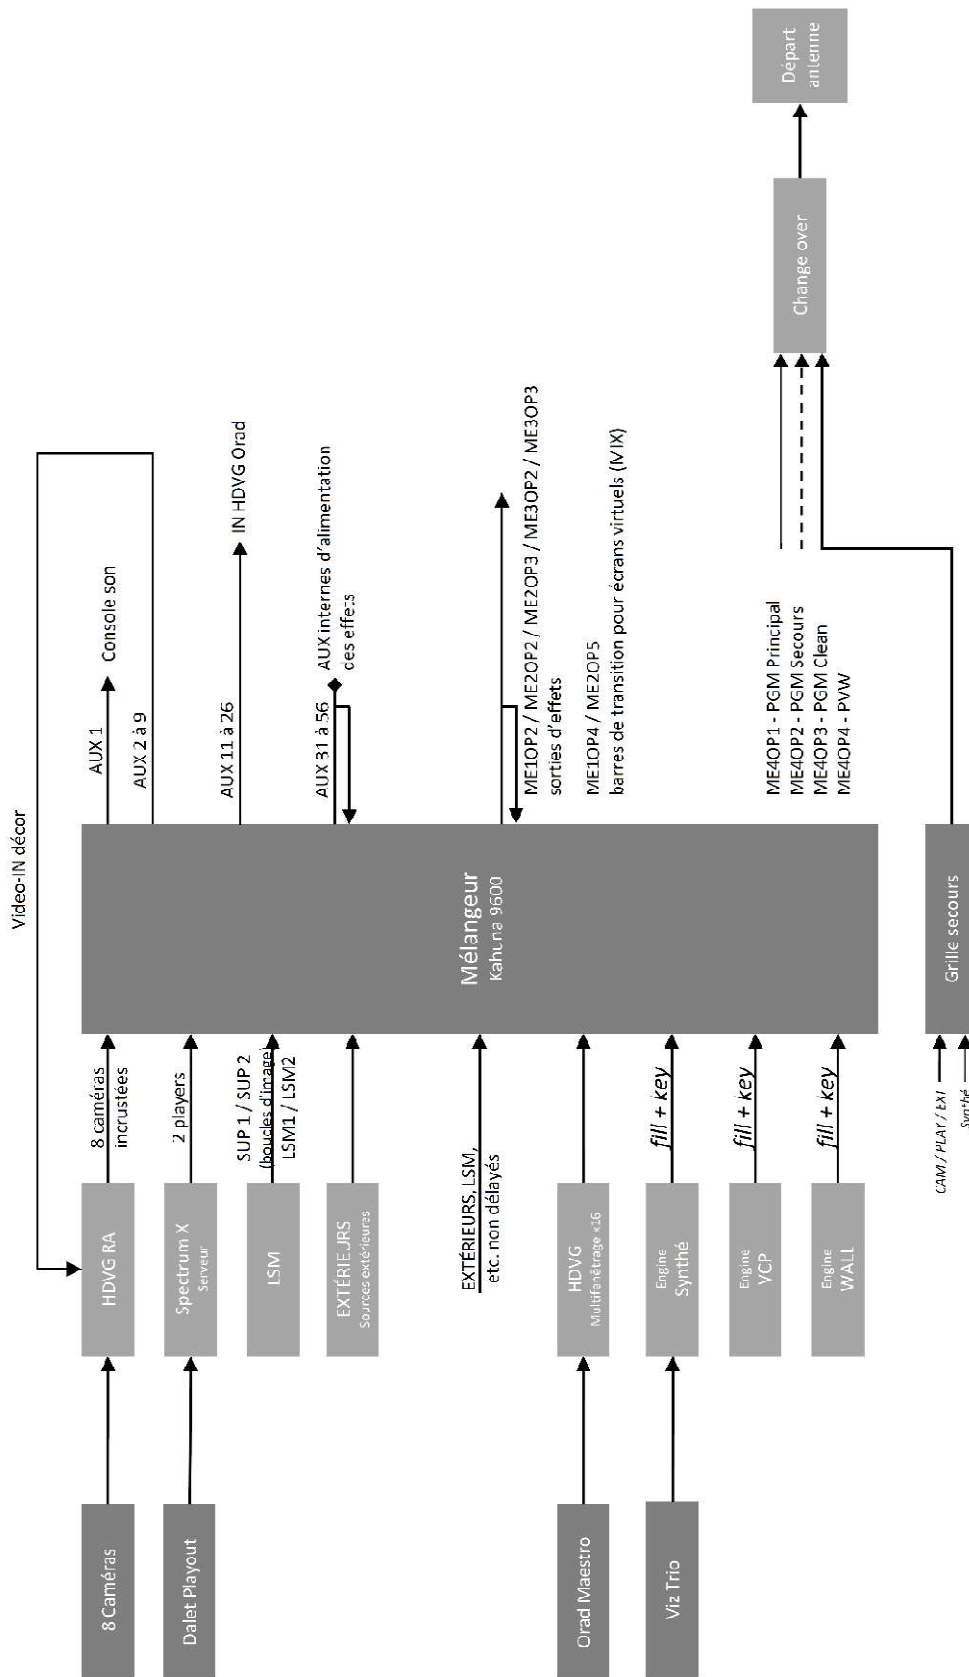 Video-IN décor
8 Caméras
HDVG RA
8 caméras
incrustées
AUX 1
Console son
AUX 2 à 9
Dalet Playout
Spectrum X
Serveur
2 players
AUX 11 à 26
IN HDVG Orad
LSM
SUP 1 / SUP 2
(boucles d'image)
LSM1 / LSM2
EXTÉRIEURS
Sources extérieures
AUX 31 à 56
AUX internes d'alimentation
des effets
Mélangeur
Kahuna 9600
EXTÉRIEURS, LSM,
etc. non délayés
ME1OP2 / ME2OP2 / ME2OP3 / ME3OP2 / ME3OP3
sorties d'effets
Orad Maestro
HDVG
Multifenêtrage x16
ME1OP4 / ME2OP5
barres de transition pour écrans virtuels (MIX)
Viz Trio
Engine
Synthé
fill + key
Engine
VCP
fill + key
Engine
WALL
fill + key
ME4OP1 - PGM Principal
ME4OP2 - PGM Secours
ME4OP3 - PGM Clean
ME4OP4 - PVW
Change over
Départ
antenne
CAM / PLAY / EXT
Synthé
Grille secours